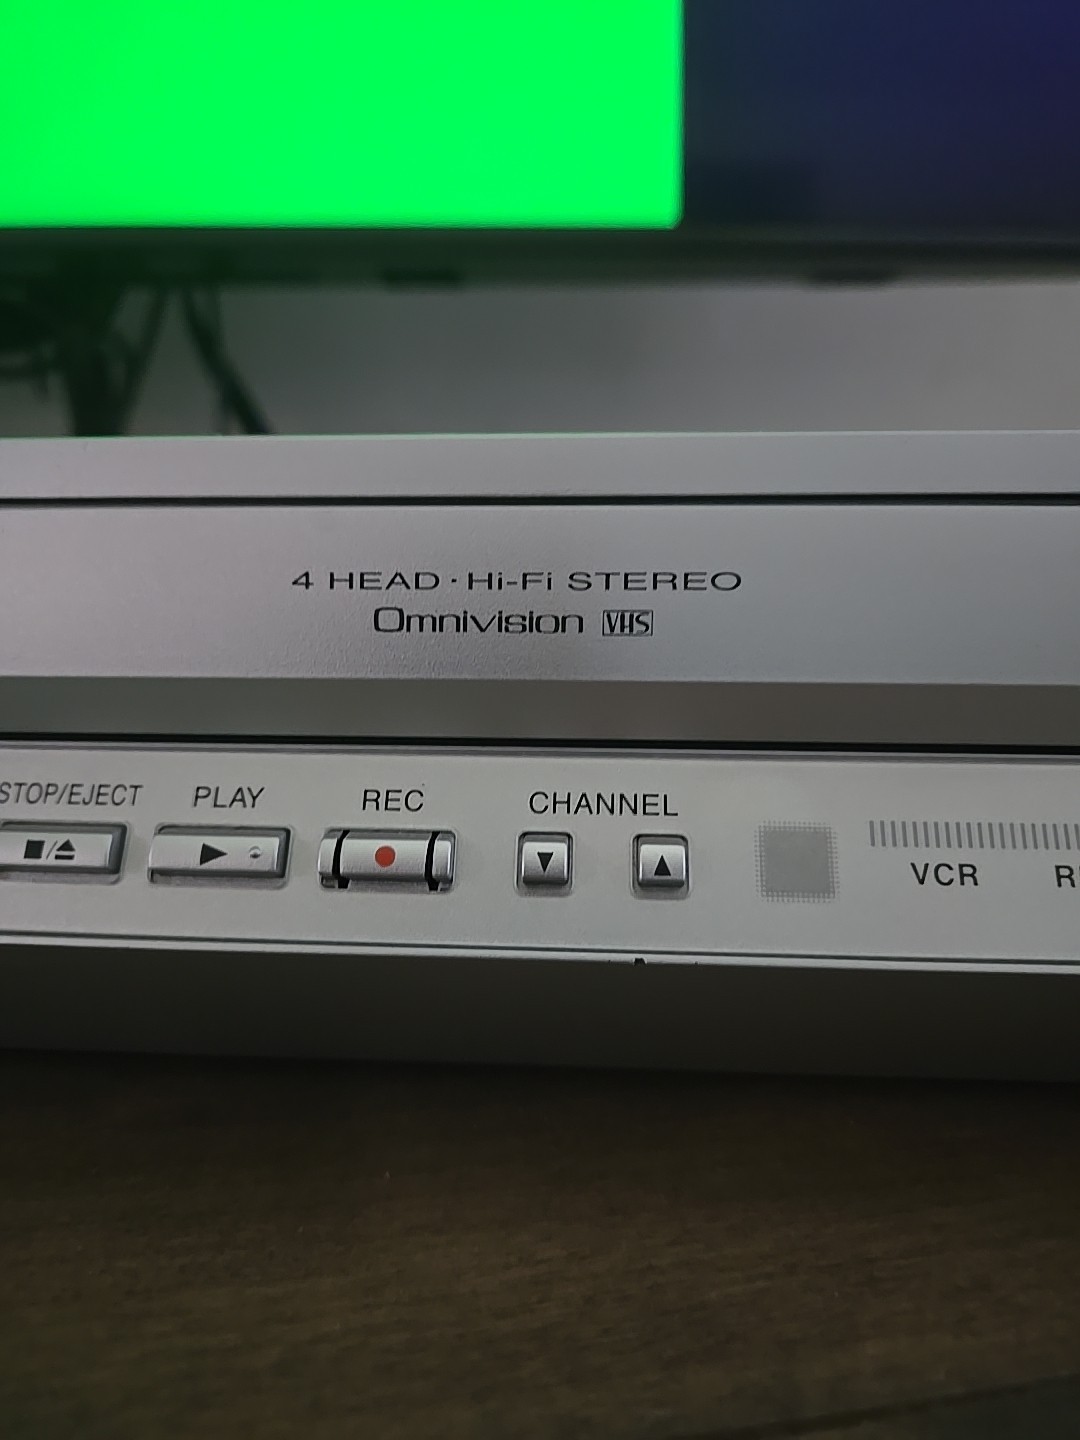 4 HEAD · Hi-Fi STEREO
Omnivision VHS
STOP/EJECT PLAY REC CHANNEL
VCR